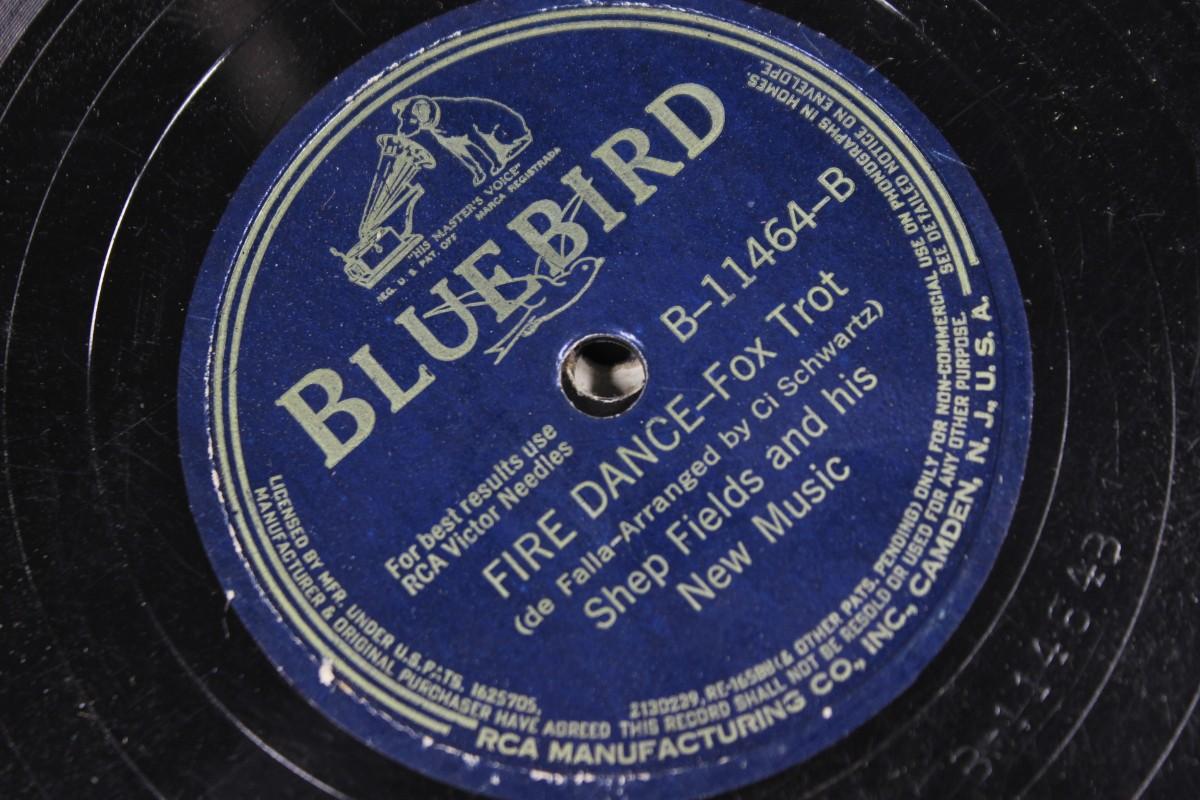 "HIS MASTER'S VOICE"
REG. U. S. PAT. OFF. MARCA REGISTRADA
BLUEBIRD
B-11464-B
For best results use
RCA Victor Needles
FIRE DANCE-Fox Trot
(de Falla-Arranged by Ci Schwartz)
Shep Fields and his
New Music
LICENSED BY MFR. UNDER U.S.PATS. 1625705, 2130239, RE-16588 (& OTHER PATS. PENDING) ONLY FOR NON-COMMERCIAL USE ON PHONOGRAPHS IN HOMES.
MANUFACTURER & ORIGINAL PURCHASER HAVE AGREED THIS RECORD SHALL NOT BE RESOLD OR USED FOR ANY OTHER PURPOSE. SEE DETAILED NOTICE ON ENVELOPE.
RCA MANUFACTURING CO., INC., CAMDEN, N. J., U. S. A.